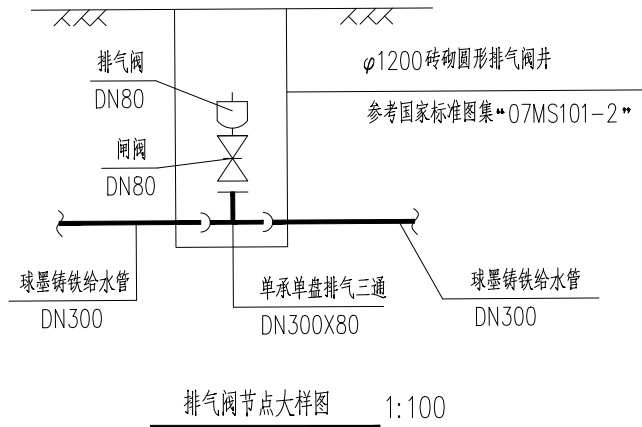 排气阀
DN80
φ1200砖砌圆形排气阀井
参考国家标准图集“07MS101-2”
闸阀
DN80
球墨铸铁给水管
DN300
单承单盘排气三通
DN300X80
球墨铸铁给水管
DN300
排气阀节点大样图 1:100